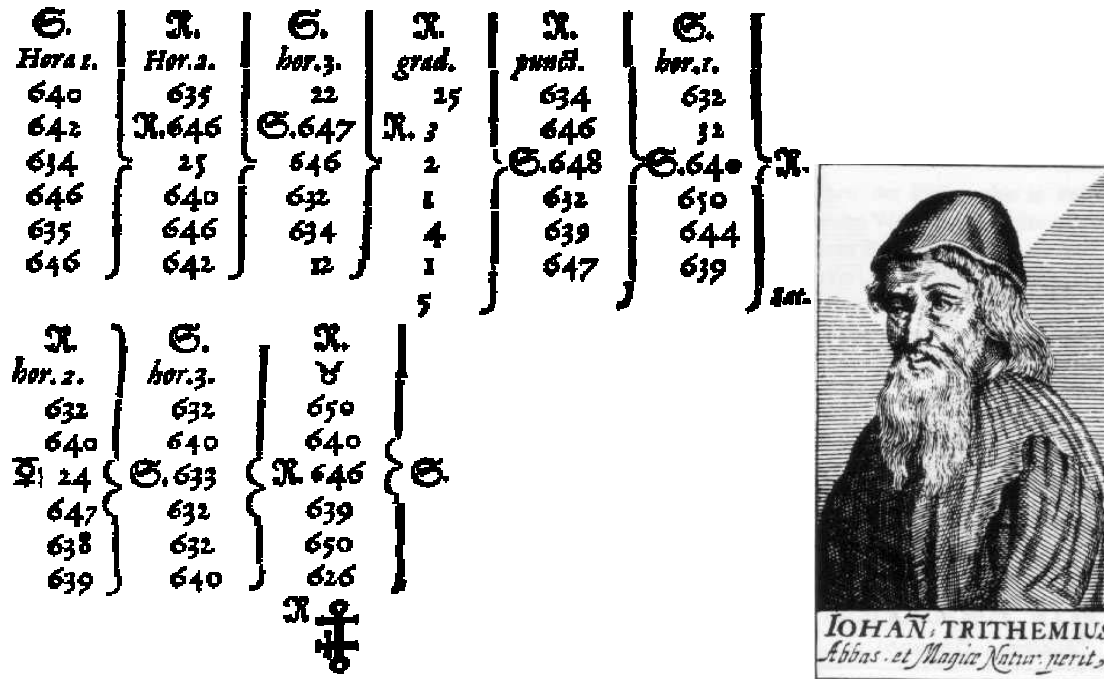 S. R. S. R. R. S.
Hora 1. Hor. 2. hor. 3. grad. punct. hor. 1.
640 635 22 25 634 632
642 R.646 S.647 R. 3 646 32
634 25 646 2 S.648 S.640 R.
646 640 632 1 632 650
635 646 634 4 639 644
646 642 12 1 647 639
5
R. S. R.
hor. 2. hor. 3. ♉
632 632 650
640 640 640
24 S.633 R.646 S.
647 632 639
638 632 650
639 640 626
R
IOHAÑ: TRITHEMIUS
Abbas. et Magiæ Natur. perit